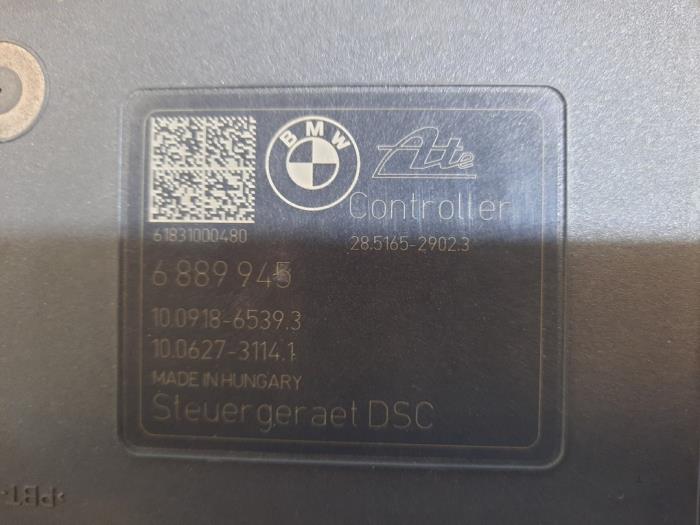 BMW Ate
Controller
61831000480 28.5165-2902.3
6 889 945
10.0918-6539.3
10.0627-3114.1
MADE IN HUNGARY
Steuergeraet DSC
>PBT-